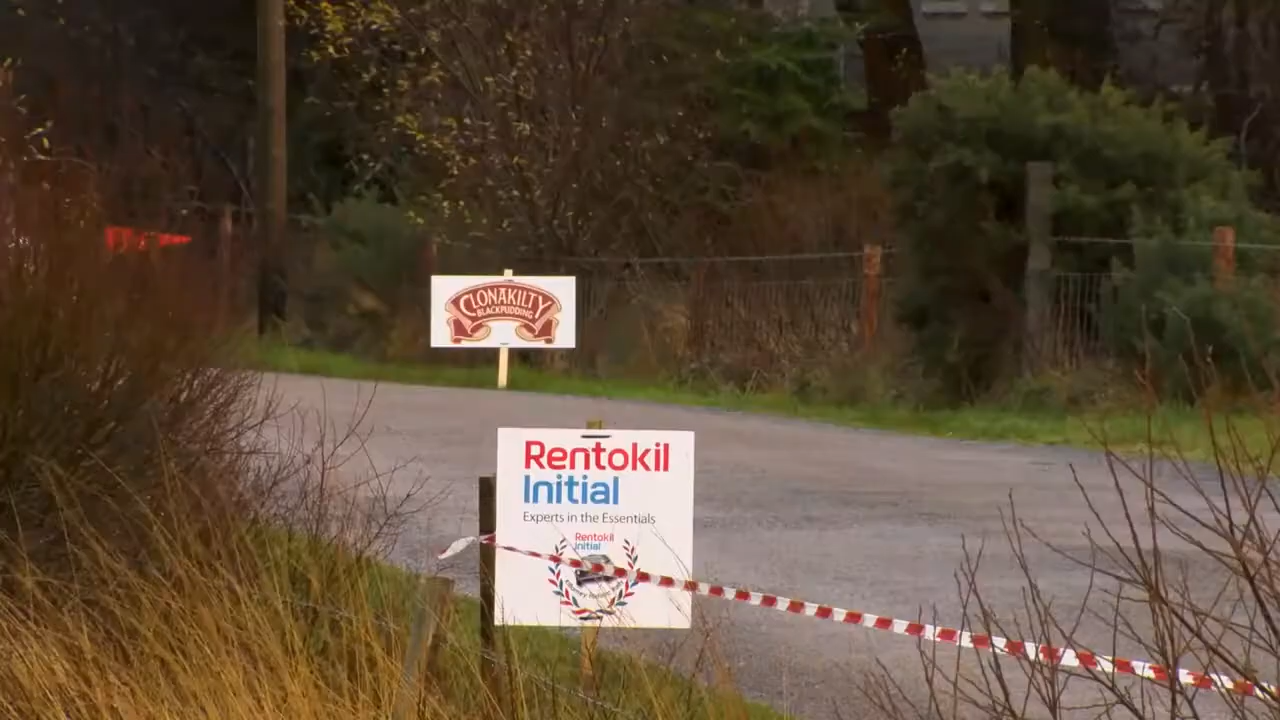 CLONAKILTY
BLACKPUDDING
Rentokil
Initial
Experts in the Essentials
Rentokil
Initial